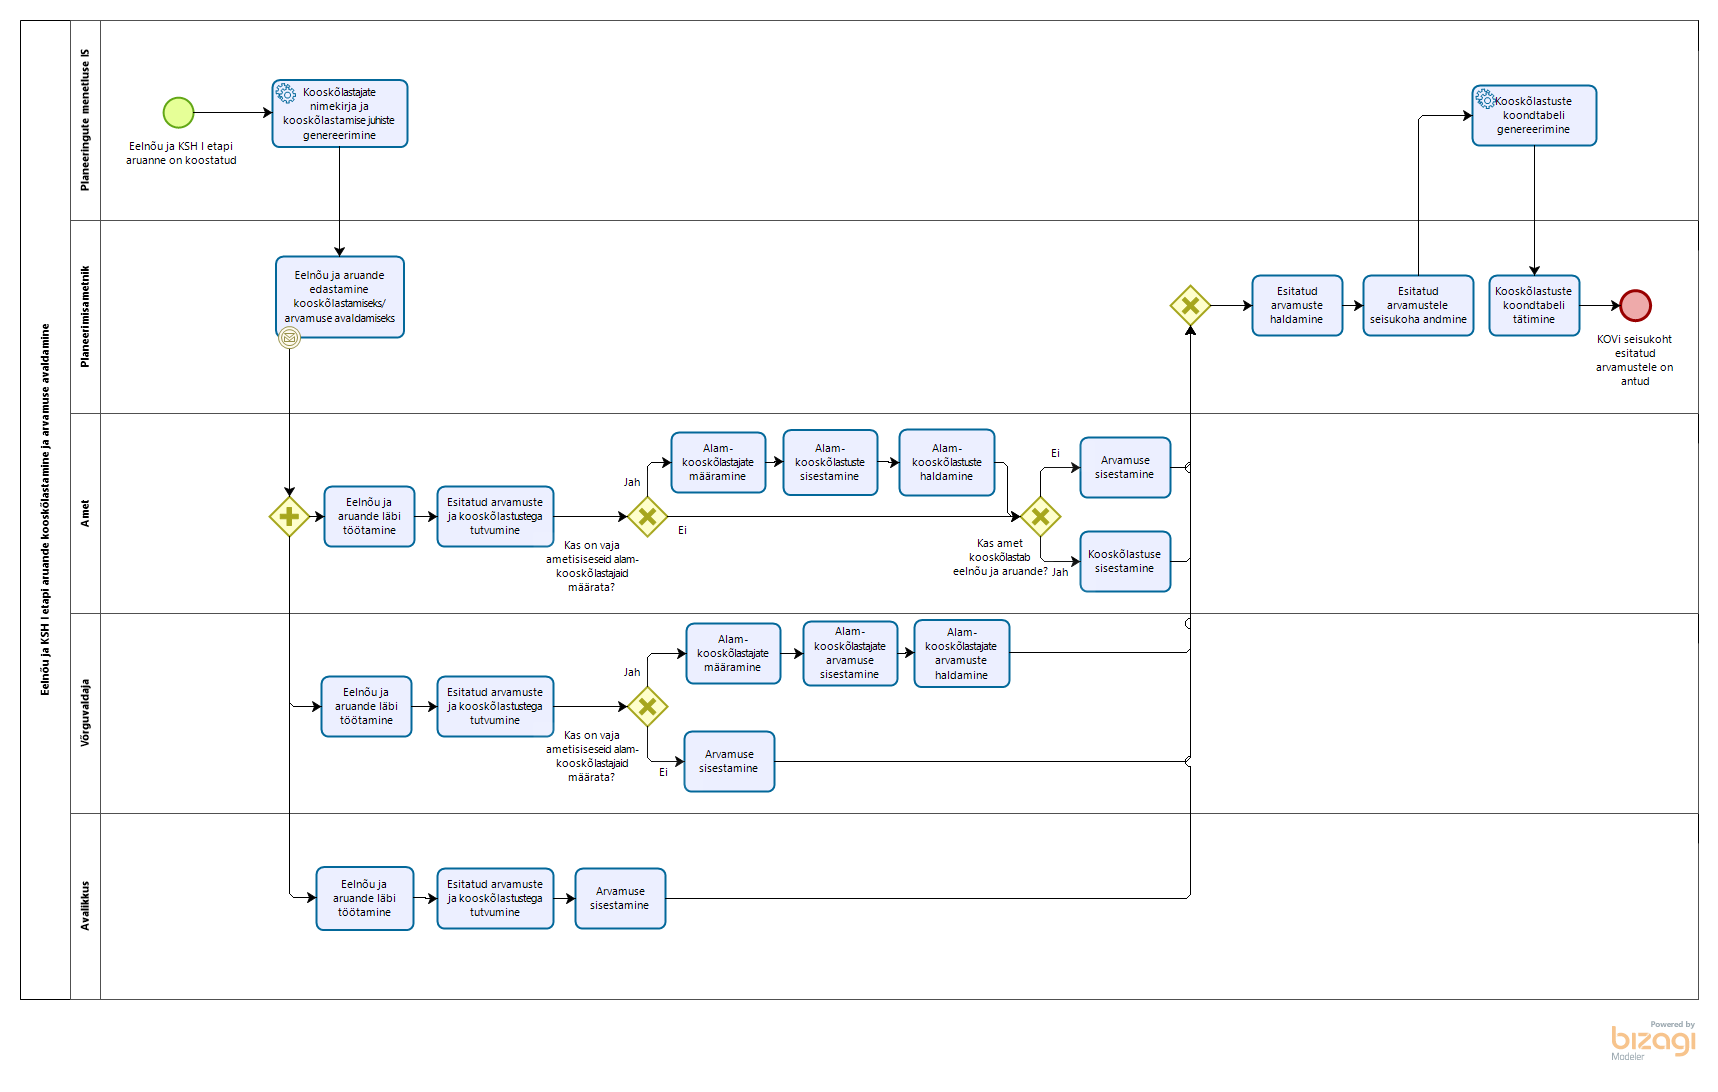 Eelnõu ja KSH I etapi aruande kooskõlastamine ja arvamuse avaldamine
Planeeringute menetluse IS
Eelnõu ja KSH I etapi
aruanne on koostatud
Kooskõlastajate
nimekirja ja
kooskõlastamise juhiste
genereerimine
Kooskõlastuste
koondtabeli
genereerimine
Planeerimisametnik
Eelnõu ja aruande
edastamine
kooskõlastamiseks/
arvamuse avaldamiseks
Esitatud
arvamuste
haldamine
Esitatud
arvamustele
seisukoha andmine
Kooskõlastuste
koondtabeli
tätimine
KOVi seisukoht
esitatud
arvamustele on
antud
Amet
Eelnõu ja
aruande läbi
töötamine
Esitatud arvamuste
ja kooskõlastustega
tutvumine
Kas on vaja
ametisiseseid alam-
kooskõlastajaid
määrata?
Jah
Ei
Alam-
kooskõlastajate
määramine
Alam-
kooskõlastuste
sisestamine
Alam-
kooskõlastuste
haldamine
Kas amet
kooskõlastab
eelnõu ja aruande?
Ei
Jah
Arvamuse
sisestamine
Kooskõlastuse
sisestamine
Võrguvaldaja
Eelnõu ja
aruande läbi
töötamine
Esitatud arvamuste
ja kooskõlastustega
tutvumine
Kas on vaja
ametisiseseid alam-
kooskõlastajaid
määrata?
Jah
Ei
Alam-
kooskõlastajate
määramine
Alam-
kooskõlastajate
arvamuse
sisestamine
Alam-
kooskõlastajate
arvamuste
haldamine
Arvamuse
sisestamine
Avalikkus
Eelnõu ja
aruande läbi
töötamine
Esitatud arvamuste
ja kooskõlastustega
tutvumine
Arvamuse
sisestamine
Powered by
bizagi
Modeler